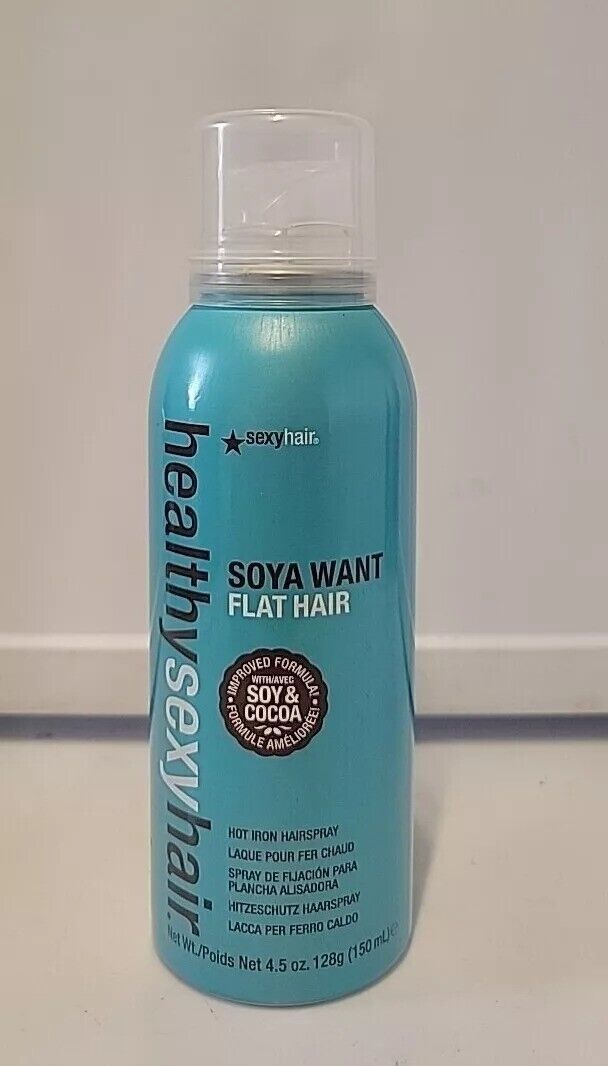 sexyhair®
healthysexyhair.
SOYA WANT
FLAT HAIR
IMPROVED FORMULA!
WITH/AVEC
SOY &
COCOA
FORMULE AMÉLIORÉE!
HOT IRON HAIRSPRAY
LAQUE POUR FER CHAUD
SPRAY DE FIJACIÓN PARA
PLANCHA ALISADORA
HITZESCHUTZ HAARSPRAY
LACCA PER FERRO CALDO
Net Wt./Poids Net 4.5 oz. 128g (150 mL) ℮